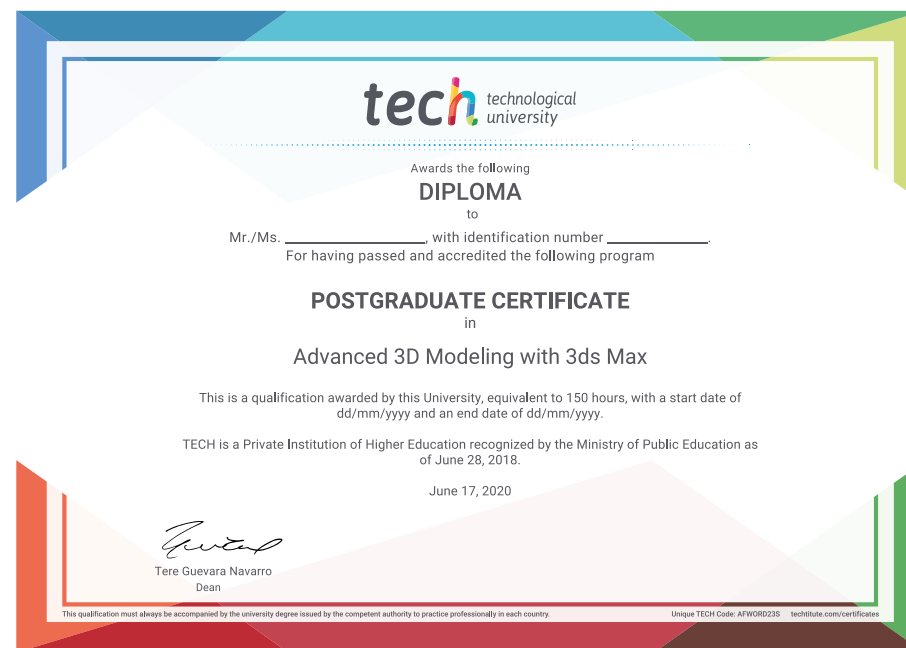 tech technological
university
Awards the following
DIPLOMA
to
Mr./Ms. ____________________, with identification number ______________.
For having passed and accredited the following program
POSTGRADUATE CERTIFICATE
in
Advanced 3D Modeling with 3ds Max
This is a qualification awarded by this University, equivalent to 150 hours, with a start date of
dd/mm/yyyy and an end date of dd/mm/yyyy.
TECH is a Private Institution of Higher Education recognized by the Ministry of Public Education as
of June 28, 2018.
June 17, 2020
Tere Guevara Navarro
Dean
This qualification must always be accompanied by the university degree issued by the competent authority to practice professionally in each country. Unique TECH Code: AFWORD23S techtitute.com/certificates